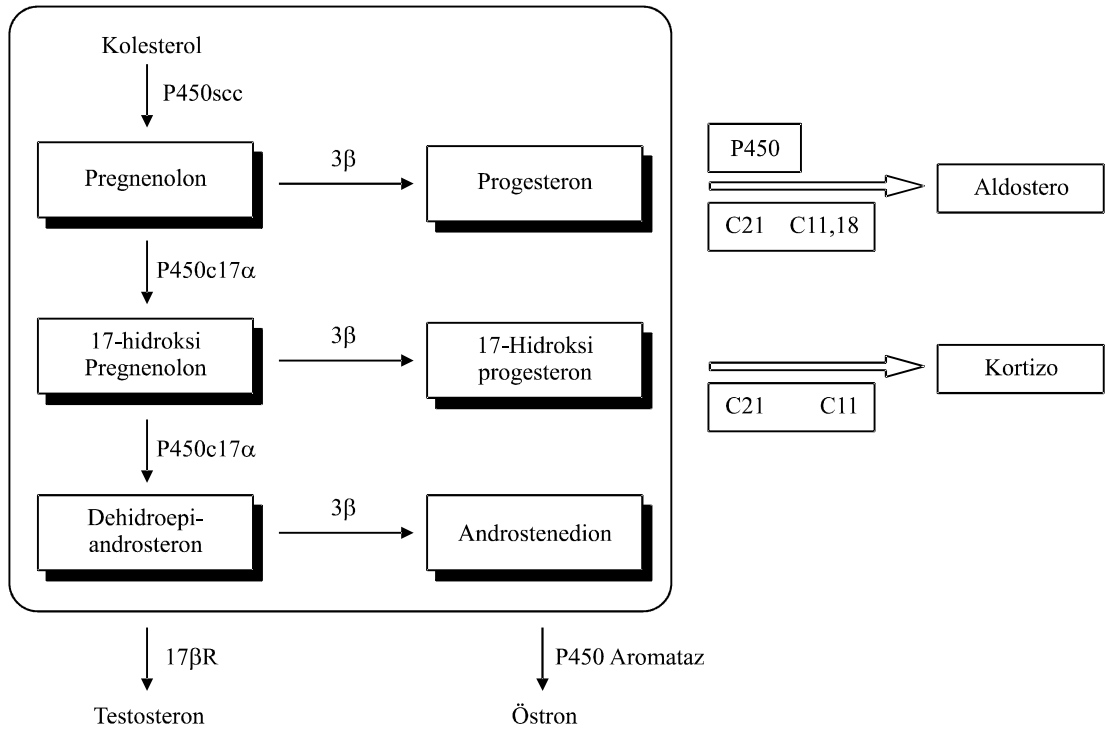 Kolesterol
P450scc
Pregnenolon
3β
Progesteron
P450
C21 C11,18
Aldostero
P450c17α
17-hidroksi
Pregnenolon
3β
17-Hidroksi
progesteron
C21 C11
Kortizo
P450c17α
Dehidroepi-
androsteron
3β
Androstenedion
17βR
P450 Aromataz
Testosteron
Östron